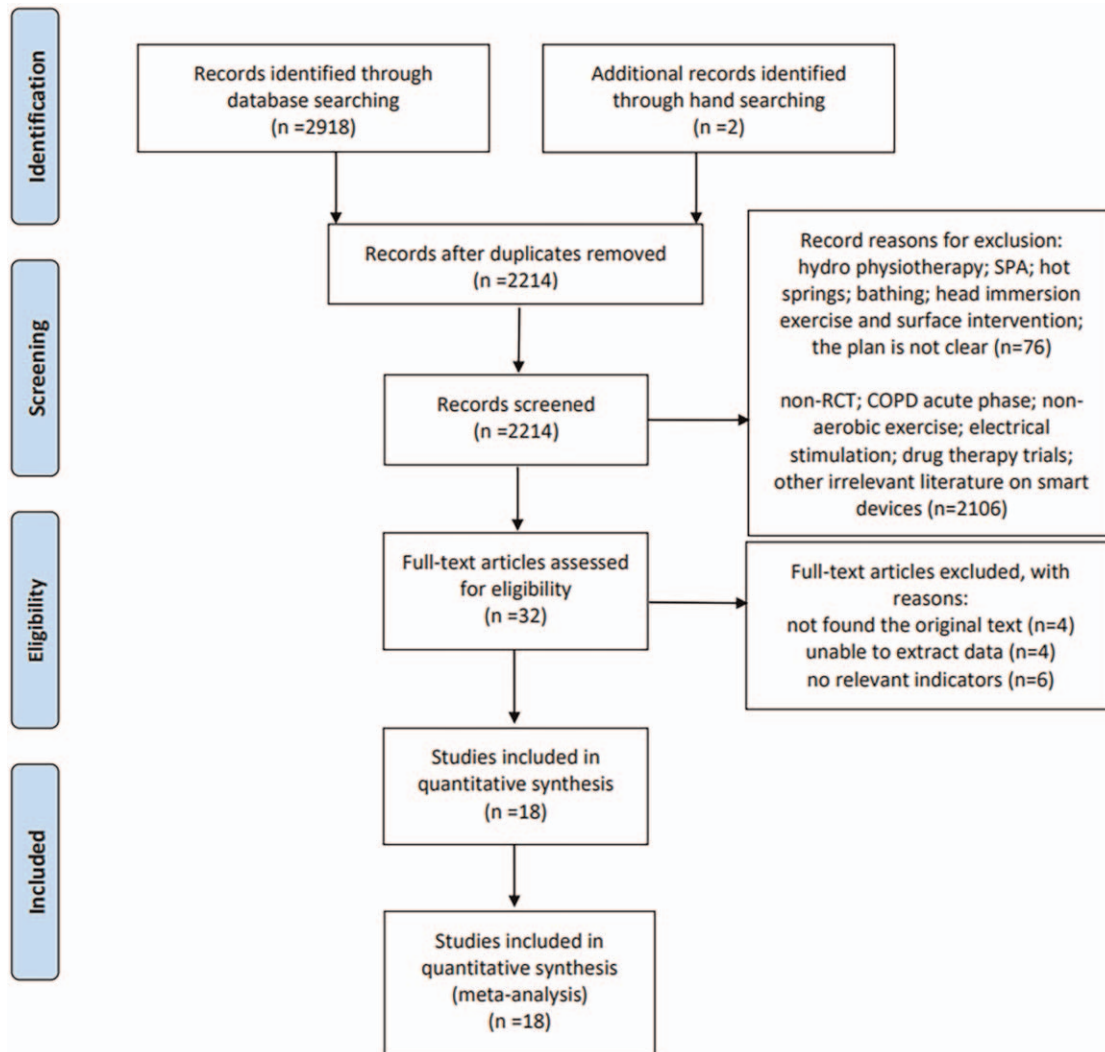 Identification
Records identified through
database searching
(n =2918)
Additional records identified
through hand searching
(n =2)
Records after duplicates removed
(n =2214)
Screening
Records screened
(n =2214)
Record reasons for exclusion:
hydro physiotherapy; SPA; hot
springs; bathing; head immersion
exercise and surface intervention;
the plan is not clear (n=76)
non-RCT; COPD acute phase; non-
aerobic exercise; electrical
stimulation; drug therapy trials;
other irrelevant literature on smart
devices (n=2106)
Eligibility
Full-text articles assessed
for eligibility
(n =32)
Full-text articles excluded, with
reasons:
not found the original text (n=4)
unable to extract data (n=4)
no relevant indicators (n=6)
Studies included in
quantitative synthesis
(n =18)
Included
Studies included in
quantitative synthesis
(meta-analysis)
(n =18)